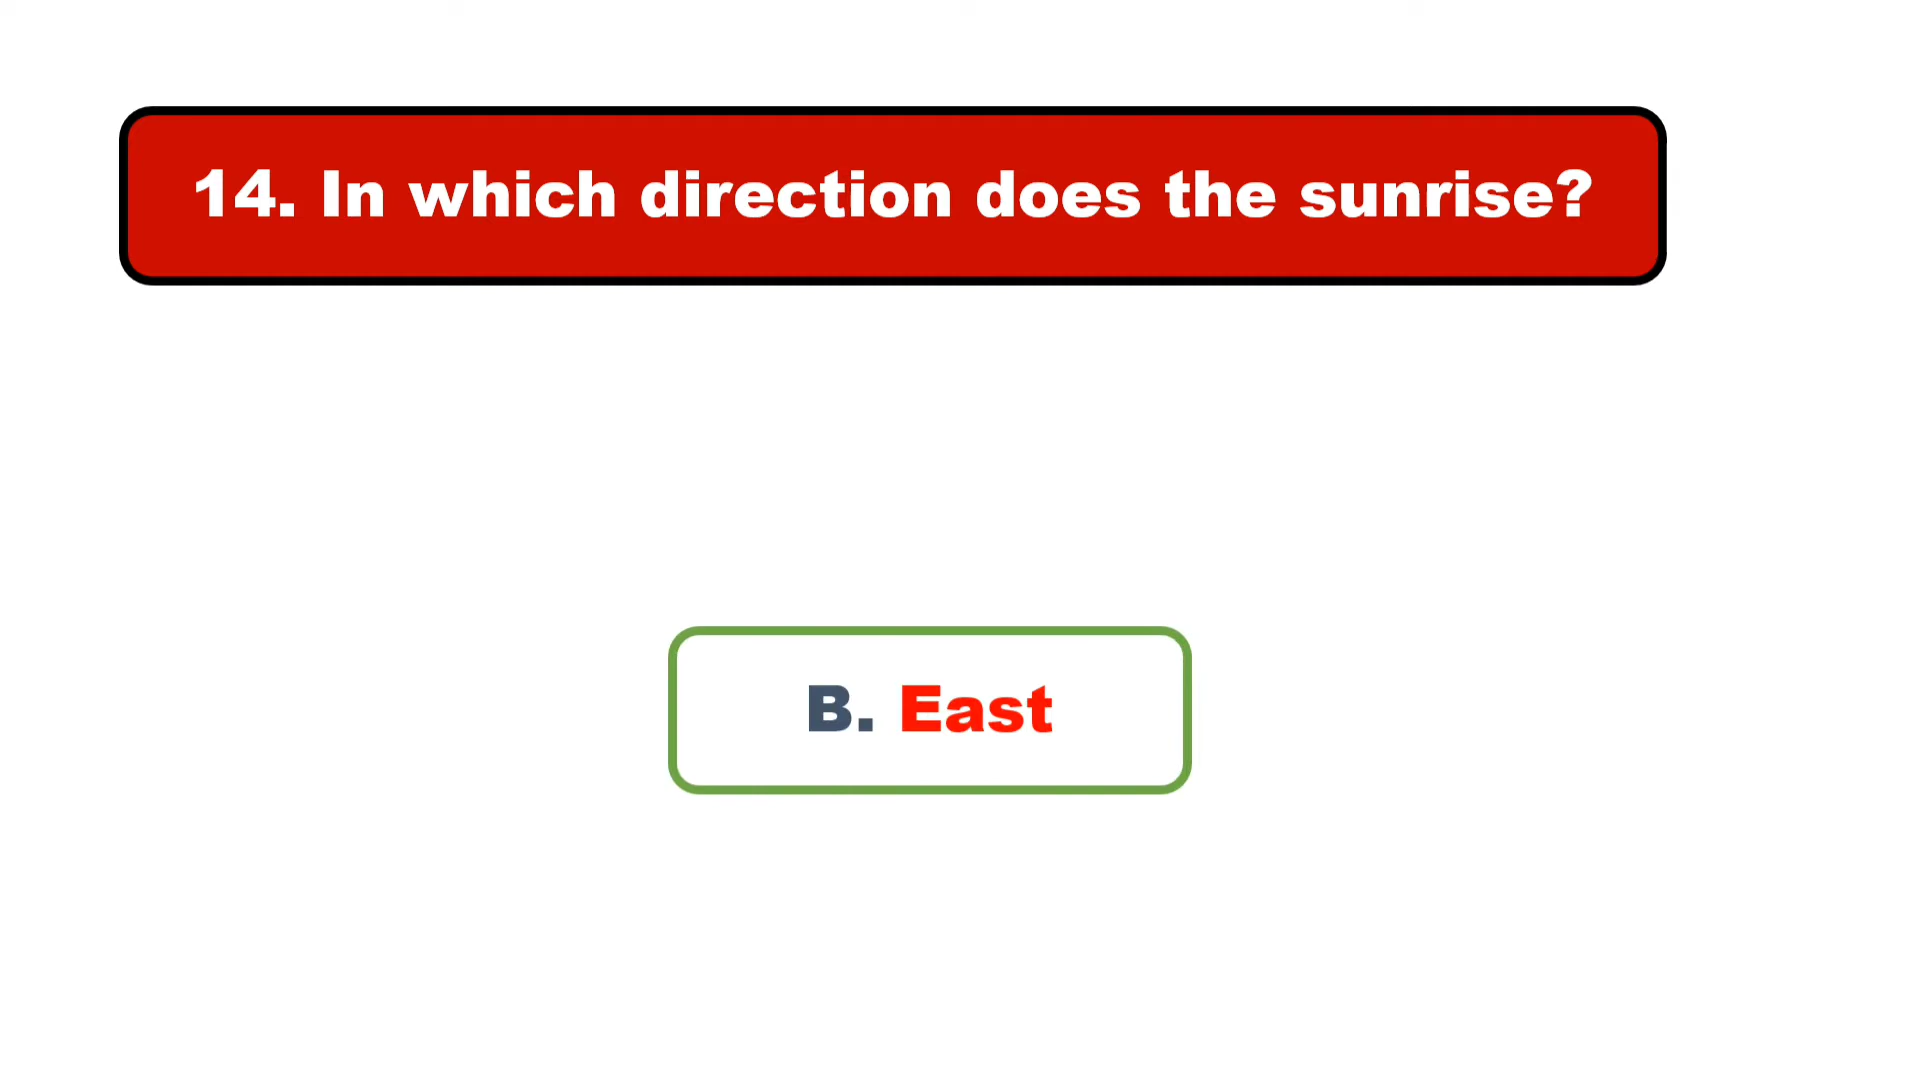 14. In which direction does the sunrise?
B. East